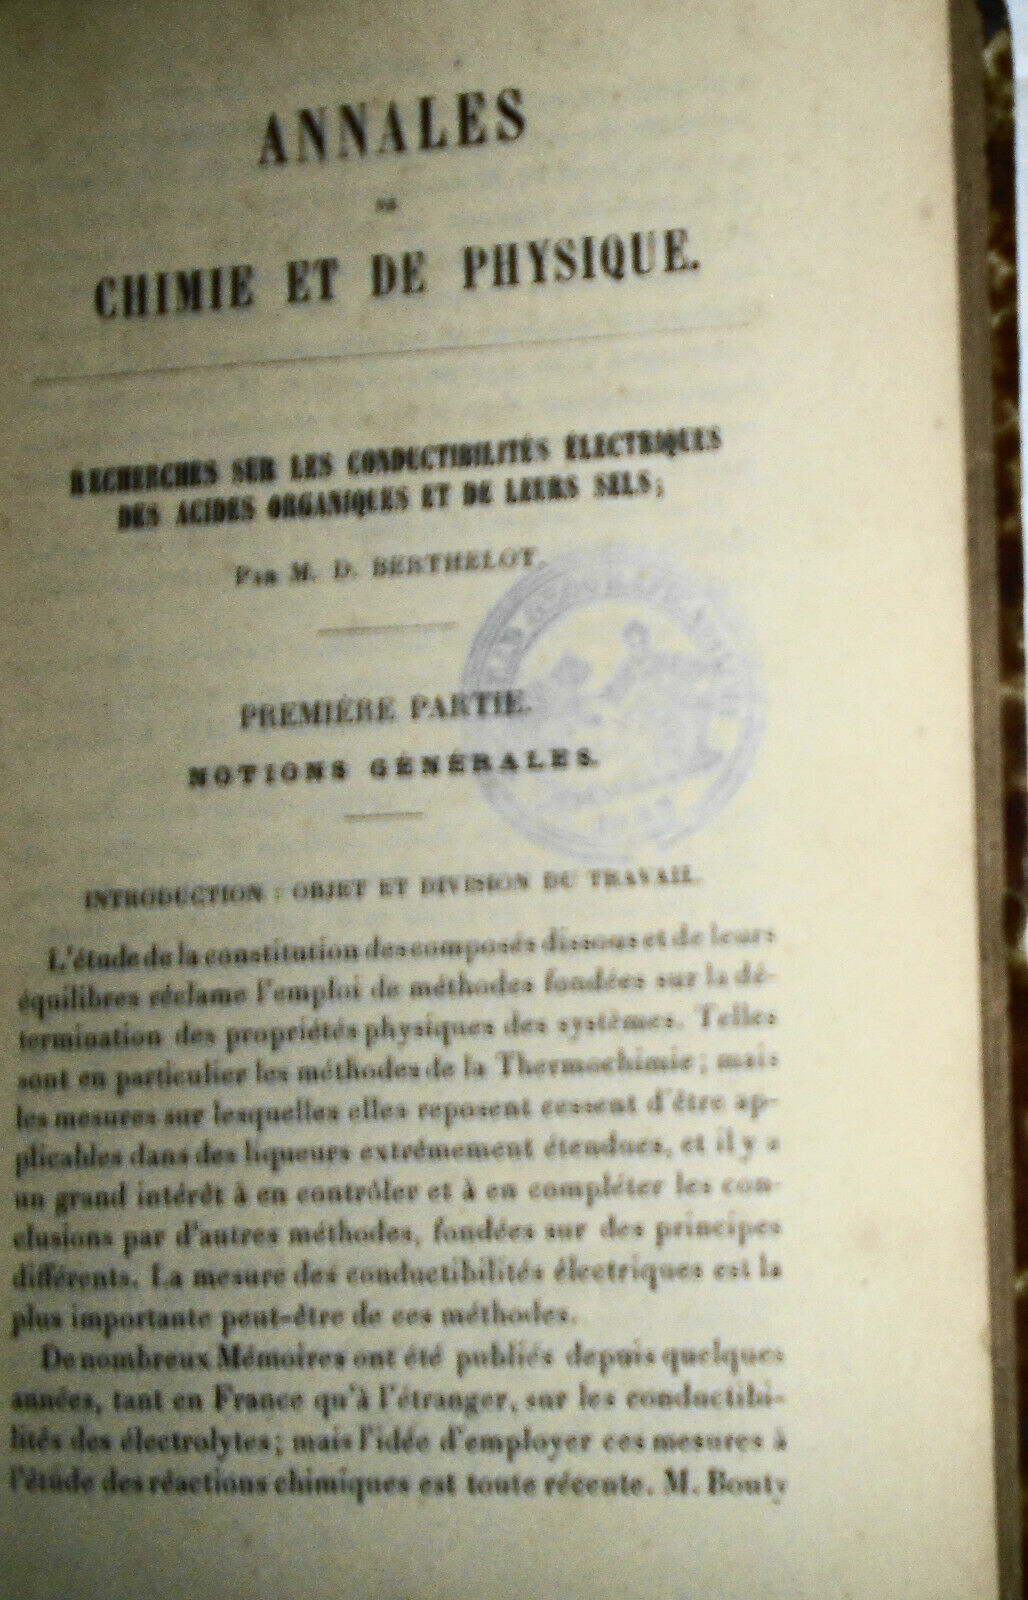 ANNALES
DE
CHIMIE ET DE PHYSIQUE.
RECHERCHES SUR LES CONDUCTIBILITÉS ÉLECTRIQUES
DES ACIDES ORGANIQUES ET DE LEURS SELS;
PAR M. D. BERTHELOT.
PREMIÈRE PARTIE.
NOTIONS GÉNÉRALES.
INTRODUCTION : OBJET ET DIVISION DU TRAVAIL.
L'étude de la constitution des composés dissous et de leurs
équilibres réclame l'emploi de méthodes fondées sur la dé-
termination des propriétés physiques des systèmes. Telles
sont en particulier les méthodes de la Thermochimie; mais
les mesures sur lesquelles elles reposent cessent d'être ap-
plicables dans des liqueurs extrêmement étendues, et il y a
un grand intérêt à en contrôler et à en compléter les con-
clusions par d'autres méthodes, fondées sur des principes
différents. La mesure des conductibilités électriques est la
plus importante peut-être de ces méthodes.
De nombreux Mémoires ont été publiés depuis quelques
années, tant en France qu'à l'étranger, sur les conductibi-
lités des électrolytes; mais l'idée d'employer ces mesures à
l'étude des réactions chimiques est toute récente. M. Bouty